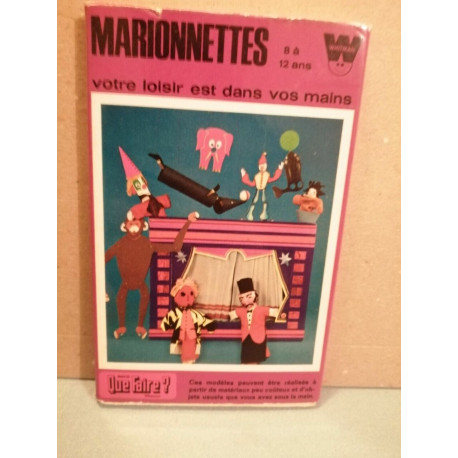 MARIONNETTES
8 à
12 ans
W
votre loisir est dans vos mains
Que Faire ?
Ces modèles peuvent être réalisés à
partir de matériaux peu coûteux et d'ob-
jets usuels que vous avez sous la main.